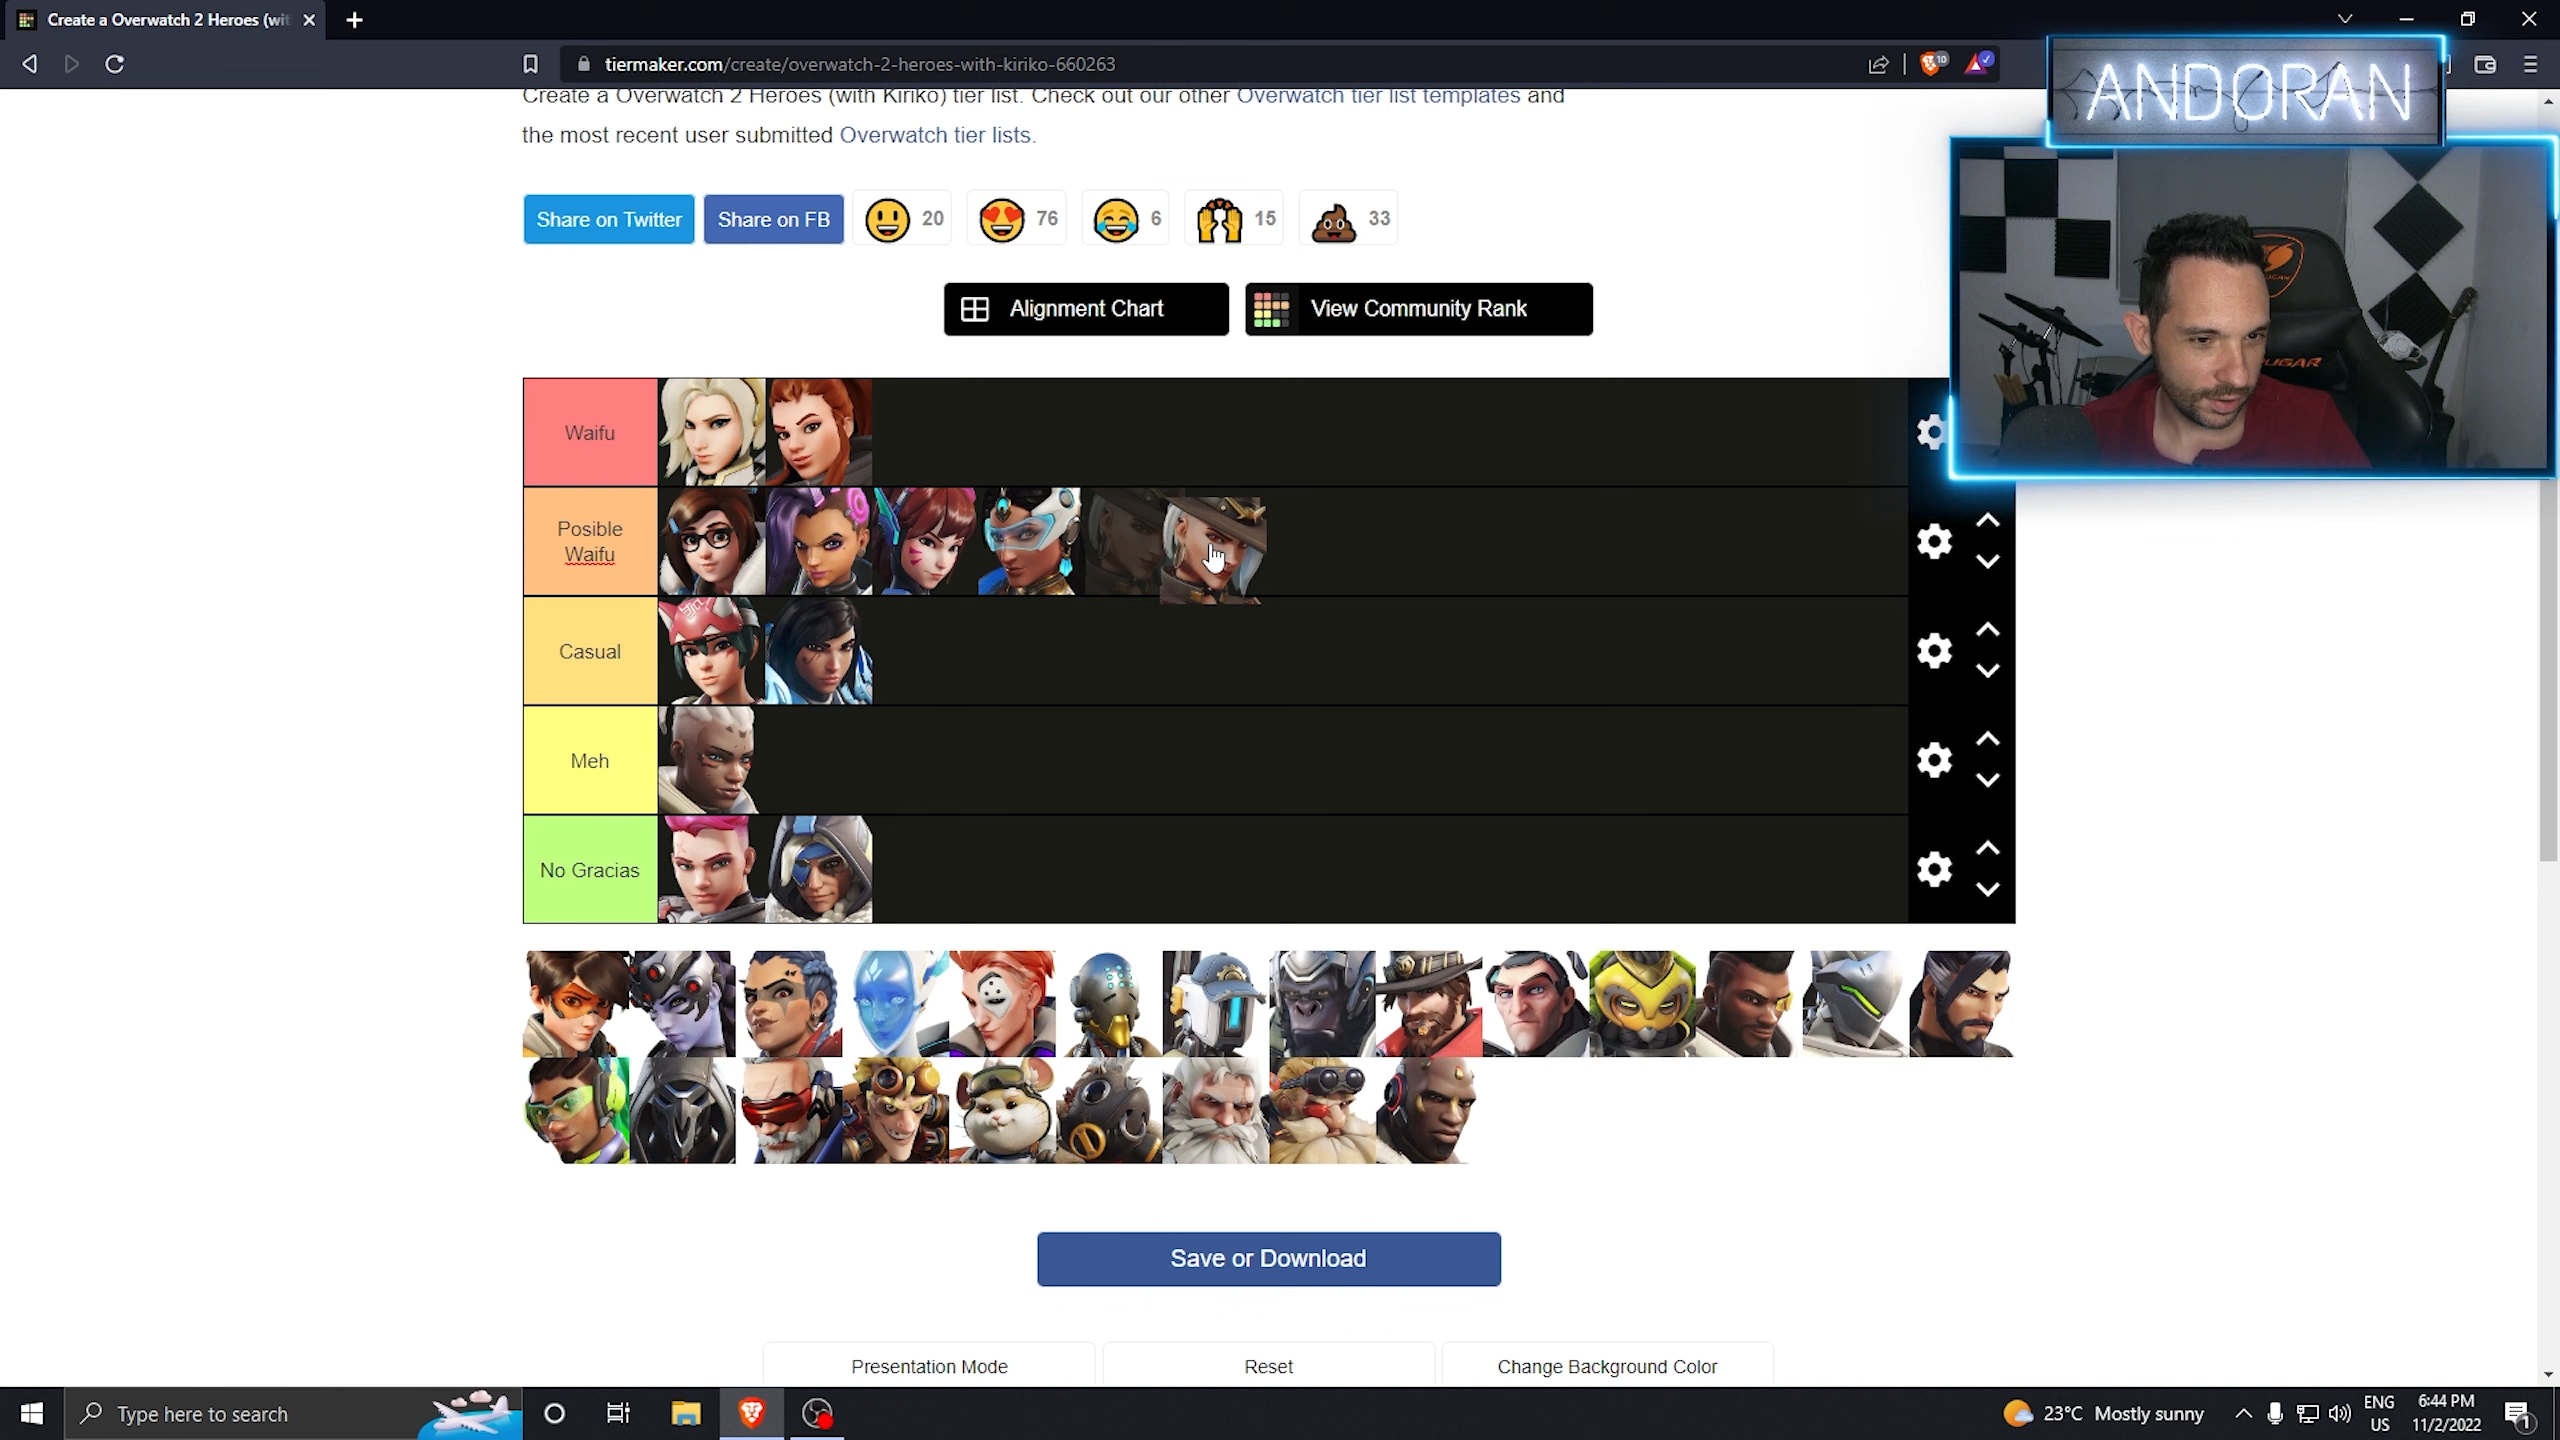 Create a Overwatch 2 Heroes (wit
tiermaker.com/create/overwatch-2-heroes-with-kiriko-660263
10
ANDORAN
Create a Overwatch 2 Heroes (with Kiriko) tier list. Check out our other Overwatch tier list templates and
the most recent user submitted Overwatch tier lists.
Share on Twitter
Share on FB
20
76
6
15
33
Alignment Chart
View Community Rank
Waifu
Posible
Waifu
Casual
Meh
No Gracias
Save or Download
Presentation Mode
Reset
Change Background Color
Type here to search
23°C Mostly sunny
ENG
US
6:44 PM
11/2/2022
1